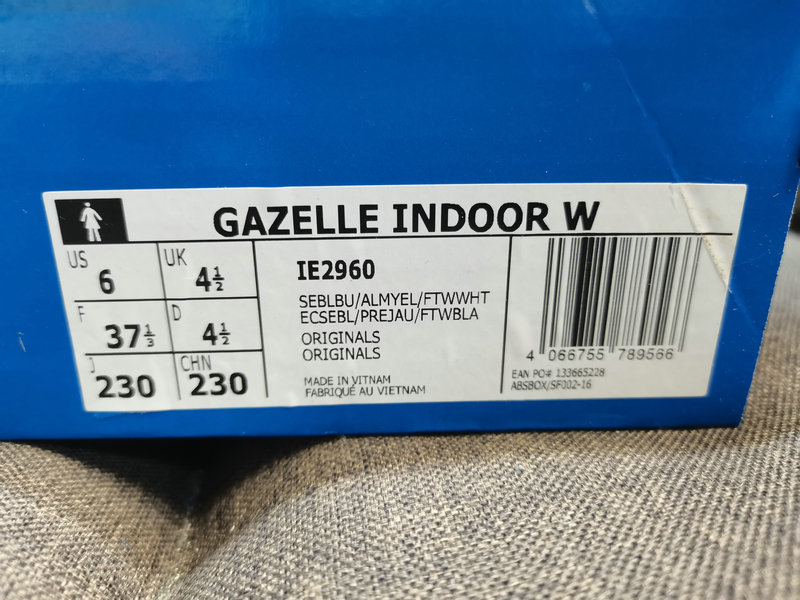 GAZELLE INDOOR W
US 6 UK 4½
F 37⅓ D 4½
J 230 CHN 230
IE2960
SEBLBU/ALMYEL/FTWWHT
ECSEBL/PREJAU/FTWBLA
ORIGINALS
ORIGINALS
MADE IN VITNAM
FABRIQUÉ AU VIETNAM
4 066755 789566
EAN PO# 133665228
ABSBOX/SF002-16